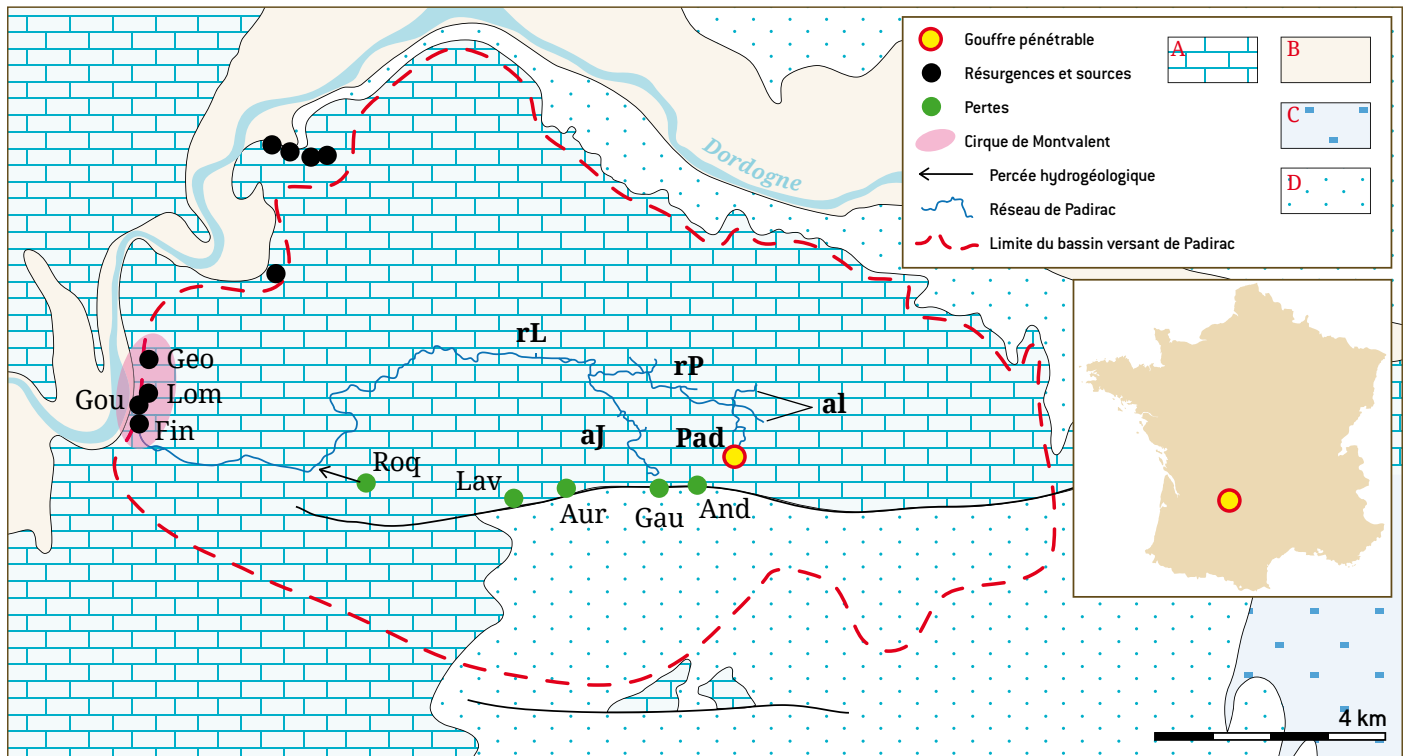 Gouffre pénétrable
Résurgences et sources
Pertes
Cirque de Montvalent
Percée hydrogéologique
Réseau de Padirac
Limite du bassin versant de Padirac
A
B
C
D
Dordogne
Geo
Lom
Gou
Fin
rL
rP
al
aJ
Pad
Roq
Lav
Aur
Gau
And
4 km